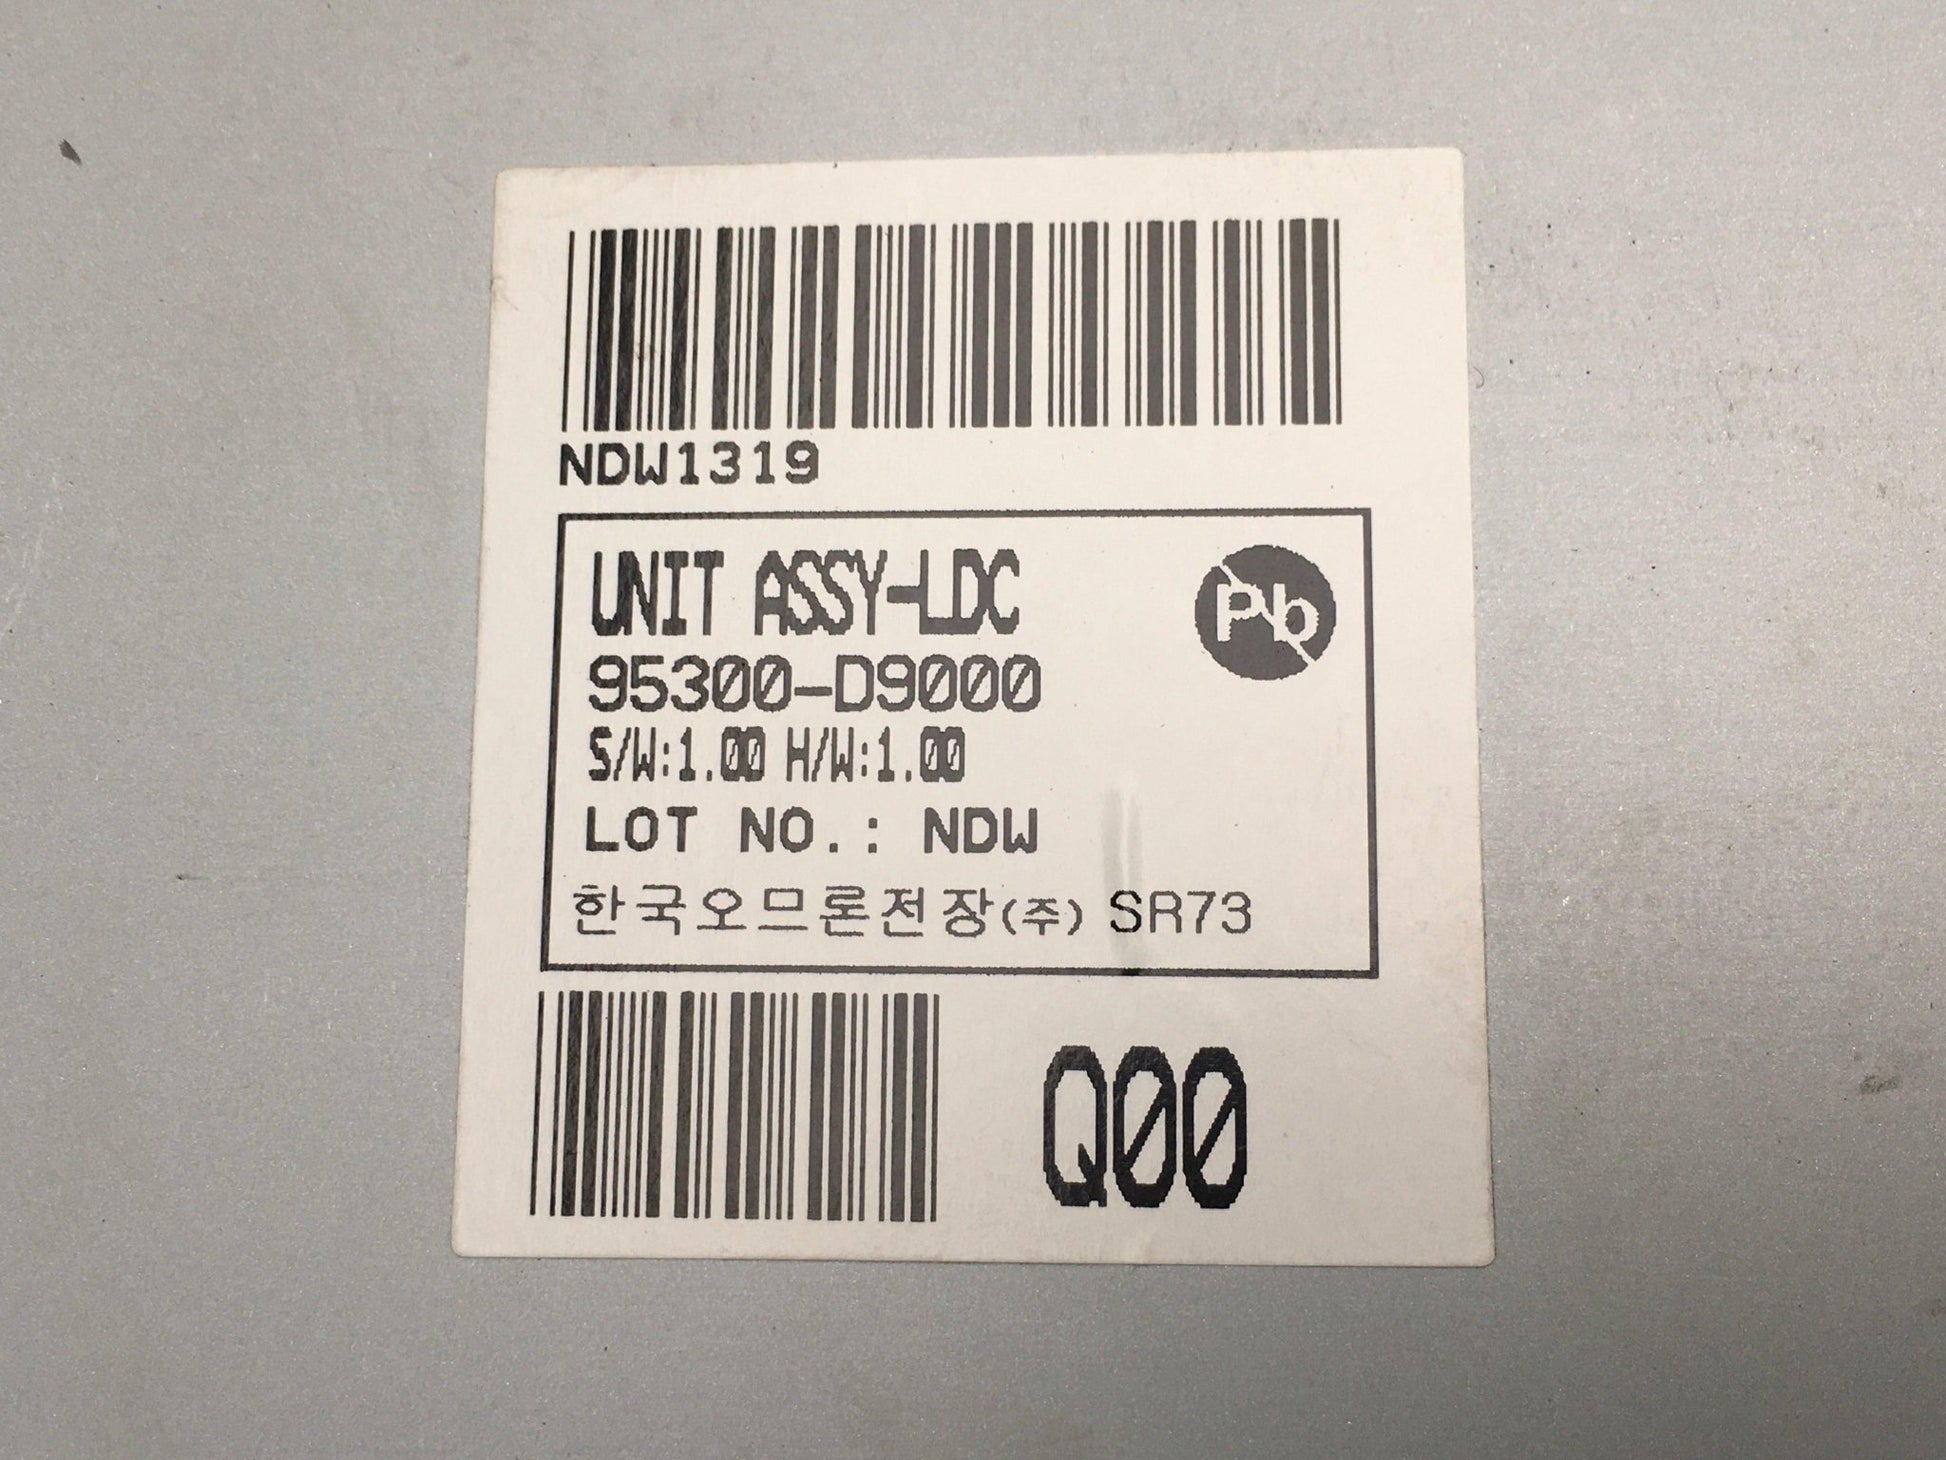 NDW1319
UNIT ASSY-LDC
Pb
95300-D9000
S/W:1.00 H/W:1.00
LOT NO.: NDW
한국오므론전장(주) SR73
Q00